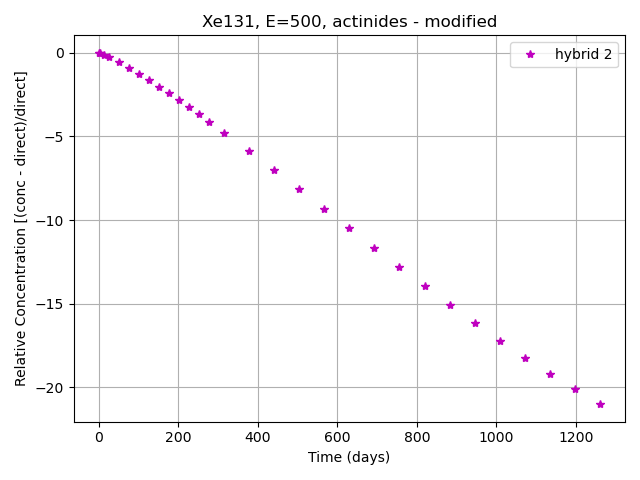 Xe131, E=500, actinides - modified
hybrid 2
Relative Concentration [(conc - direct)/direct]
0
−5
−10
−15
−20
0 200 400 600 800 1000 1200
Time (days)